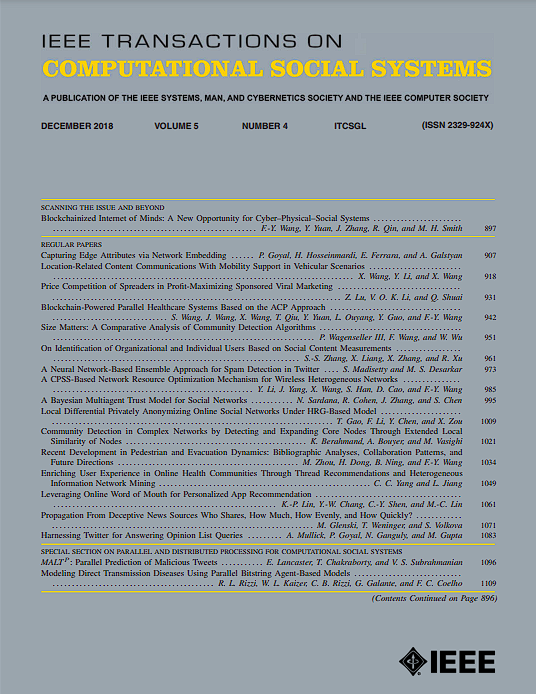 IEEE TRANSACTIONS ON
COMPUTATIONAL SOCIAL SYSTEMS
A PUBLICATION OF THE IEEE SYSTEMS, MAN, AND CYBERNETICS SOCIETY AND THE IEEE COMPUTER SOCIETY
DECEMBER 2018 VOLUME 5 NUMBER 4 ITCSGL (ISSN 2329-924X)
SCANNING THE ISSUE AND BEYOND
Blockchainized Internet of Minds: A New Opportunity for Cyber–Physical–Social Systems ......................
.................................................. F.-Y. Wang, Y. Yuan, J. Zhang, R. Qin, and M. H. Smith 897
REGULAR PAPERS
Capturing Edge Attributes via Network Embedding ...... P. Goyal, H. Hosseinmardi, E. Ferrara, and A. Galstyan 907
Location-Related Content Communications With Mobility Support in Vehicular Scenarios ......................
.................................................. X. Wang, Y. Li, and X. Wang 918
Price Competition of Spreaders in Profit-Maximizing Sponsored Viral Marketing ......................
.................................................. Z. Lu, V. O. K. Li, and Q. Shuai 931
Blockchain-Powered Parallel Healthcare Systems Based on the ACP Approach ......................
.......................... S. Wang, J. Wang, X. Wang, T. Qiu, Y. Yuan, L. Ouyang, Y. Guo, and F.-Y. Wang 942
Size Matters: A Comparative Analysis of Community Detection Algorithms ......................
.................................................. P. Wagenseller III, F. Wang, and W. Wu 951
On Identification of Organizational and Individual Users Based on Social Content Measurements ......................
.................................................. S.-S. Zhang, X. Liang, X. Zhang, and R. Xu 961
A Neural Network-Based Ensemble Approach for Spam Detection in Twitter .... S. Madisetty and M. S. Desarkar 973
A CPSS-Based Network Resource Optimization Mechanism for Wireless Heterogeneous Networks ..............
.................................................. Y. Li, J. Yang, X. Wang, S. Han, D. Cao, and F.-Y. Wang 985
A Bayesian Multiagent Trust Model for Social Networks .......... N. Sardana, R. Cohen, J. Zhang, and S. Chen 995
Local Differential Privately Anonymizing Online Social Networks Under HRG-Based Model ......................
.................................................. T. Gao, F. Li, Y. Chen, and X. Zou 1009
Community Detection in Complex Networks by Detecting and Expanding Core Nodes Through Extended Local
Similarity of Nodes .................................. K. Berahmand, A. Bouyer, and M. Vasighi 1021
Recent Development in Pedestrian and Evacuation Dynamics: Bibliographic Analyses, Collaboration Patterns, and
Future Directions .................................. M. Zhou, H. Dong, B. Ning, and F.-Y. Wang 1034
Enriching User Experience in Online Health Communities Through Thread Recommendations and Heterogeneous
Information Network Mining .................................. C. C. Yang and L. Jiang 1049
Leveraging Online Word of Mouth for Personalized App Recommendation ......................
.................................................. K.-P. Lin, Y.-W. Chang, C.-Y. Shen, and M.-C. Lin 1061
Propagation From Deceptive News Sources Who Shares, How Much, How Evenly, and How Quickly? ............
.................................................. M. Glenski, T. Weninger, and S. Volkova 1071
Harnessing Twitter for Answering Opinion List Queries .......... A. Mullick, P. Goyal, N. Ganguly, and M. Gupta 1083
SPECIAL SECTION ON PARALLEL AND DISTRIBUTED PROCESSING FOR COMPUTATIONAL SOCIAL SYSTEMS
MALTᴾ: Parallel Prediction of Malicious Tweets .......... E. Lancaster, T. Chakraborty, and V. S. Subrahmanian 1096
Modeling Direct Transmission Diseases Using Parallel Bitstring Agent-Based Models ......................
.................................. R. L. Rizzi, W. L. Kaizer, C. B. Rizzi, G. Galante, and F. C. Coelho 1109
(Contents Continued on Page 896)
IEEE